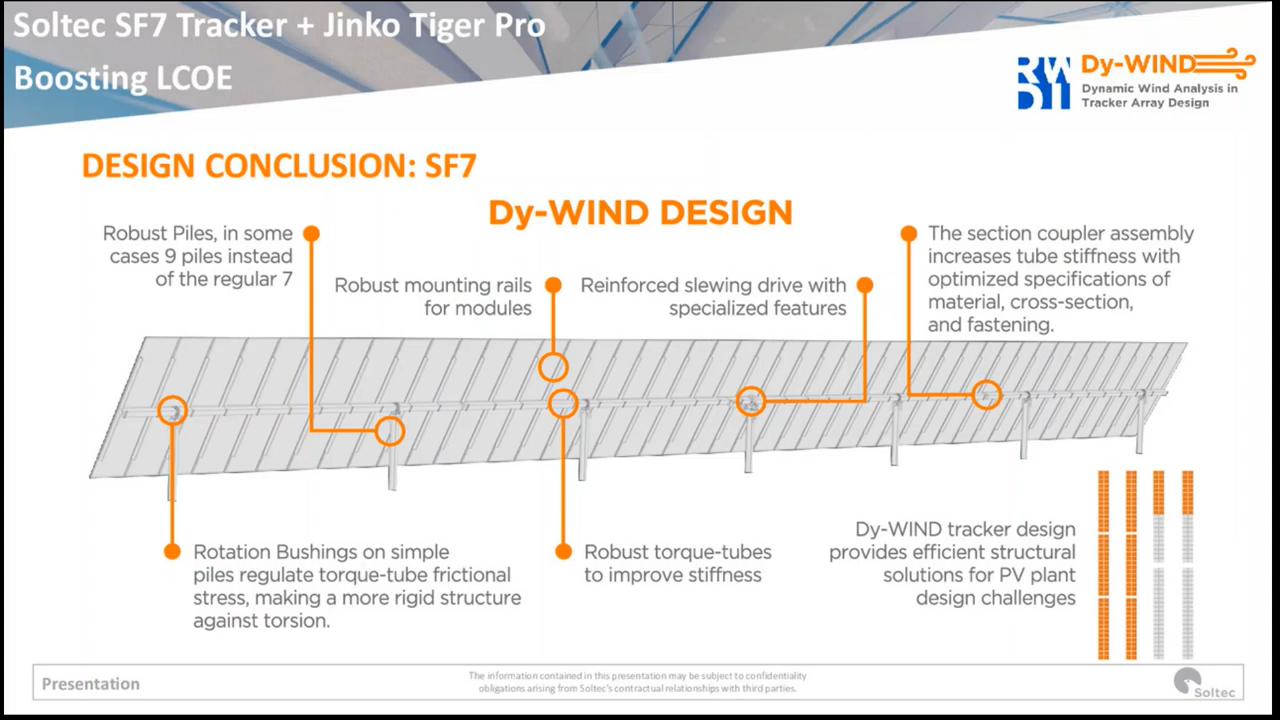 Soltec SF7 Tracker + Jinko Tiger Pro
Boosting LCOE
RWDI
Dy-WIND
Dynamic Wind Analysis in
Tracker Array Design
DESIGN CONCLUSION: SF7
Dy-WIND DESIGN
Robust Piles, in some
cases 9 piles instead
of the regular 7
Robust mounting rails
for modules
Reinforced slewing drive with
specialized features
The section coupler assembly
increases tube stiffness with
optimized specifications of
material, cross-section,
and fastening.
Rotation Bushings on simple
piles regulate torque-tube frictional
stress, making a more rigid structure
against torsion.
Robust torque-tubes
to improve stiffness
Dy-WIND tracker design
provides efficient structural
solutions for PV plant
design challenges
Presentation
The information contained in this presentation may be subject to confidentiality
obligations arising from Soltec's contractual relationships with third parties.
Soltec